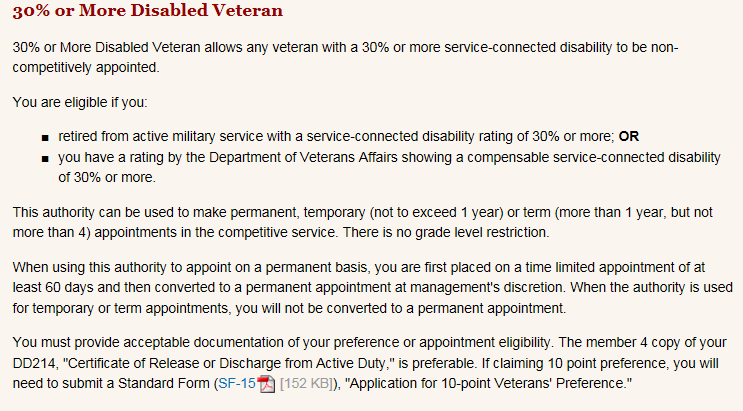 30% or More Disabled Veteran
30% or More Disabled Veteran allows any veteran with a 30% or more service-connected disability to be non-
competitively appointed.
You are eligible if you:
▪ retired from active military service with a service-connected disability rating of 30% or more; OR
▪ you have a rating by the Department of Veterans Affairs showing a compensable service-connected disability
of 30% or more.
This authority can be used to make permanent, temporary (not to exceed 1 year) or term (more than 1 year, but not
more than 4) appointments in the competitive service. There is no grade level restriction.
When using this authority to appoint on a permanent basis, you are first placed on a time limited appointment of at
least 60 days and then converted to a permanent appointment at management's discretion. When the authority is used
for temporary or term appointments, you will not be converted to a permanent appointment.
You must provide acceptable documentation of your preference or appointment eligibility. The member 4 copy of your
DD214, "Certificate of Release or Discharge from Active Duty," is preferable. If claiming 10 point preference, you will
need to submit a Standard Form (SF-15 [152 KB]), "Application for 10-point Veterans' Preference."